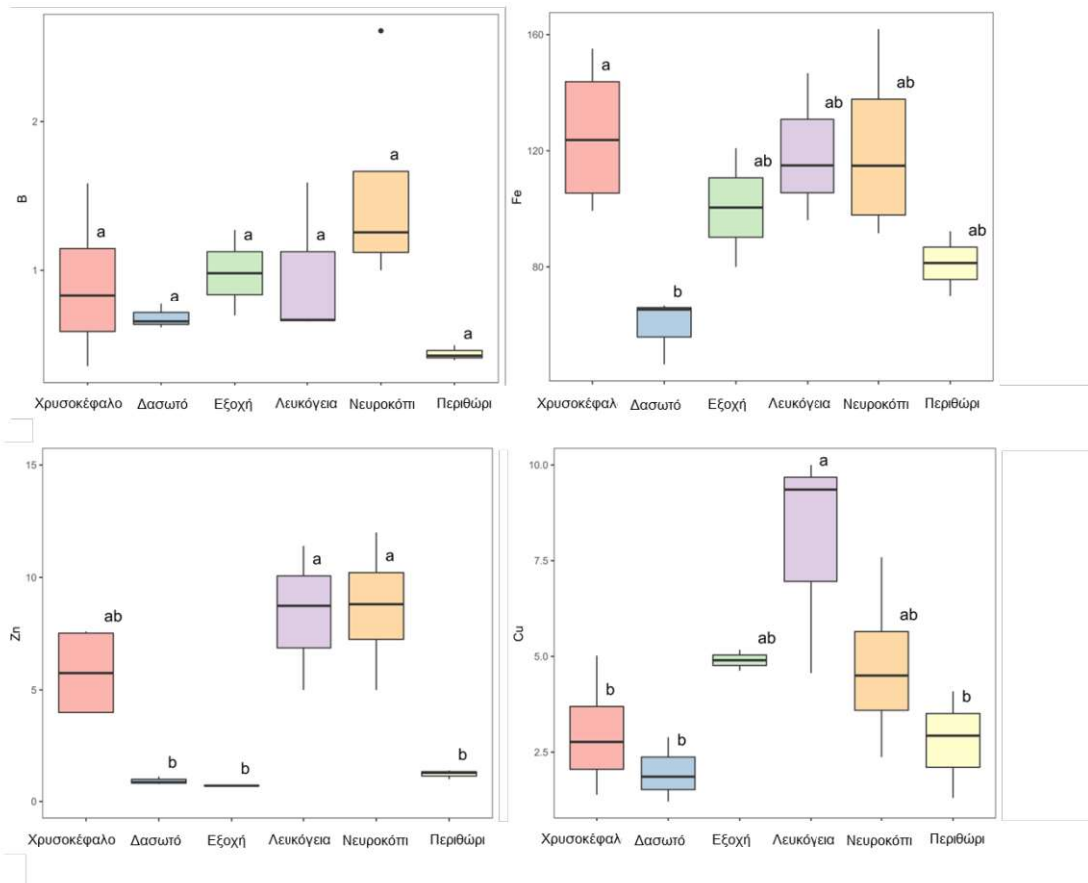 B
2
1
a
a
a
a
a
a
Χρυσοκέφαλο Δασωτό Εξοχή Λευκόγεια Νευροκόπι Περιθώρι
Fe
160
120
80
a
b
ab
ab
ab
ab
Χρυσοκέφαλ Δασωτό Εξοχή Λευκόγεια Νευροκόπι Περιθώρι
Zn
15
10
5
0
ab
b
b
a
a
b
Χρυσοκέφαλο Δασωτό Εξοχή Λευκόγεια Νευροκόπι Περιθώρι
Cu
10.0
7.5
5.0
2.5
b
b
ab
a
ab
b
Χρυσοκέφαλ Δασωτό Εξοχή Λευκόγεια Νευροκόπι Περιθώρι